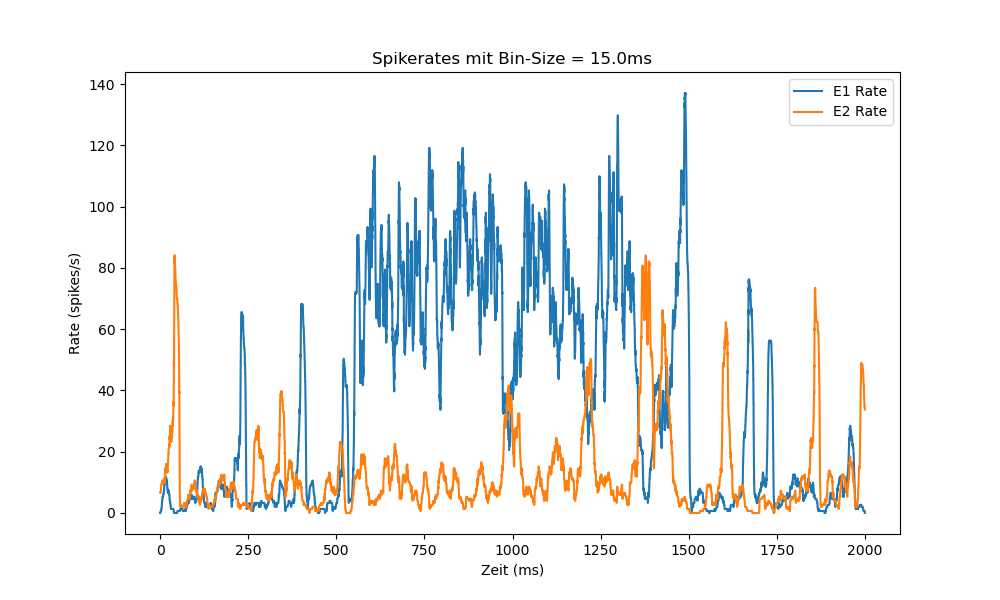 Spikerates mit Bin-Size = 15.0ms
E1 Rate
E2 Rate
Rate (spikes/s)
140
120
100
80
60
40
20
0
0 250 500 750 1000 1250 1500 1750 2000
Zeit (ms)